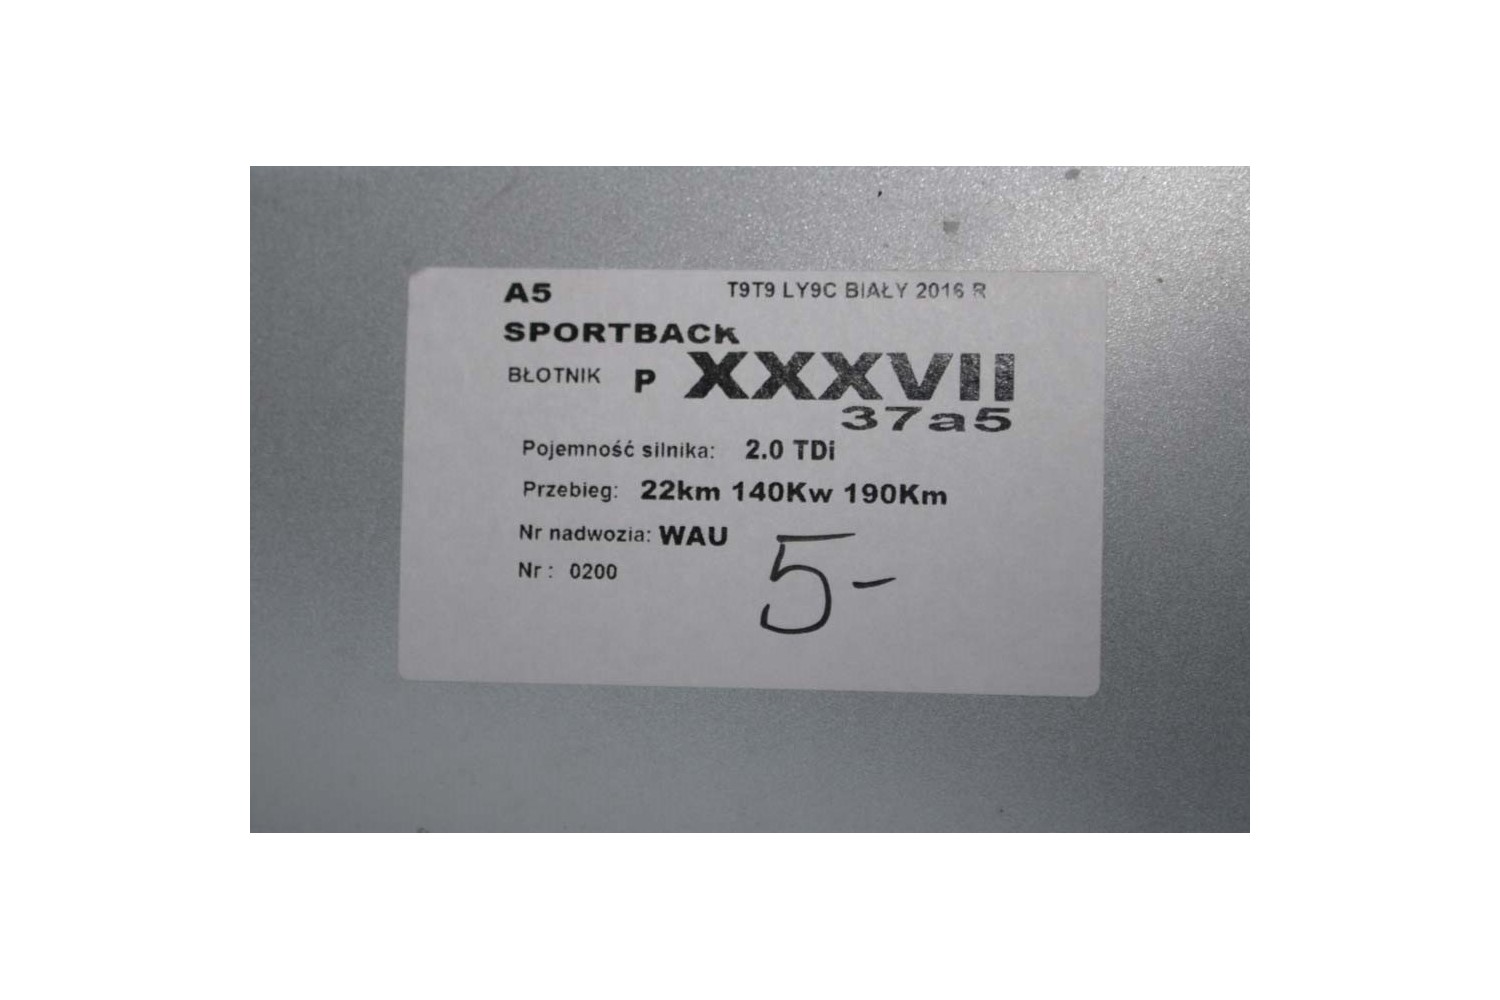 A5 T9T9 LY9C BIAŁY 2016 R
SPORTBACK
BŁOTNIK P XXXVII
37a5
Pojemność silnika: 2.0 TDi
Przebieg: 22km 140Kw 190Km
Nr nadwozia: WAU
Nr : 0200
5-